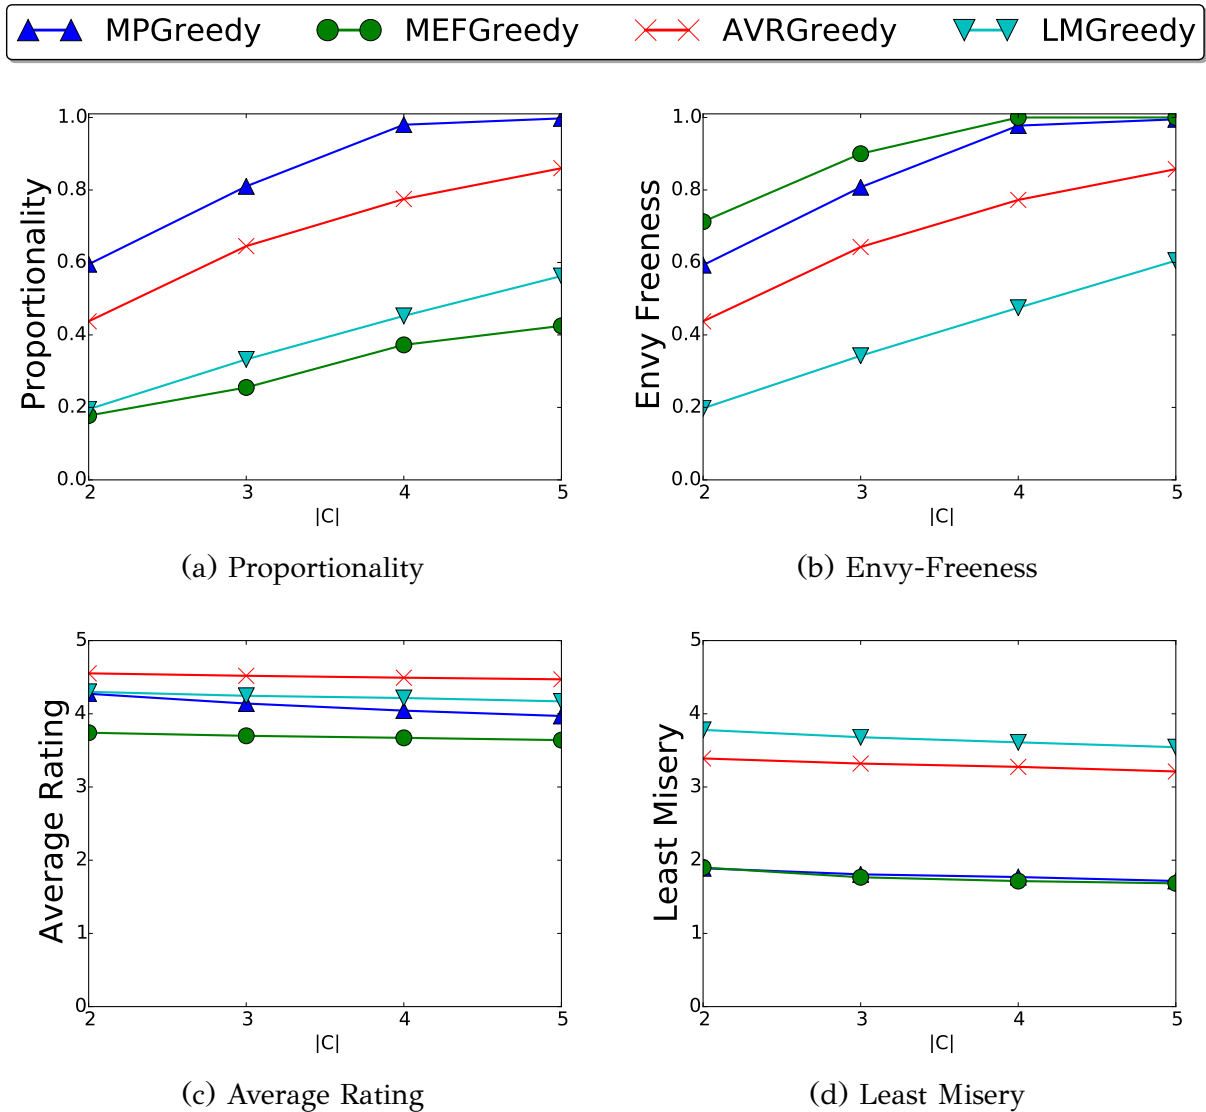 MPGreedy MEFGreedy AVRGreedy LMGreedy
Proportionality
1.0
0.8
0.6
0.4
0.2
0.0
2 3 4 5
|C|
(a) Proportionality
Envy Freeness
1.0
0.8
0.6
0.4
0.2
0.0
2 3 4 5
|C|
(b) Envy-Freeness
Average Rating
5
4
3
2
1
0
2 3 4 5
|C|
(c) Average Rating
Least Misery
5
4
3
2
1
0
2 3 4 5
|C|
(d) Least Misery